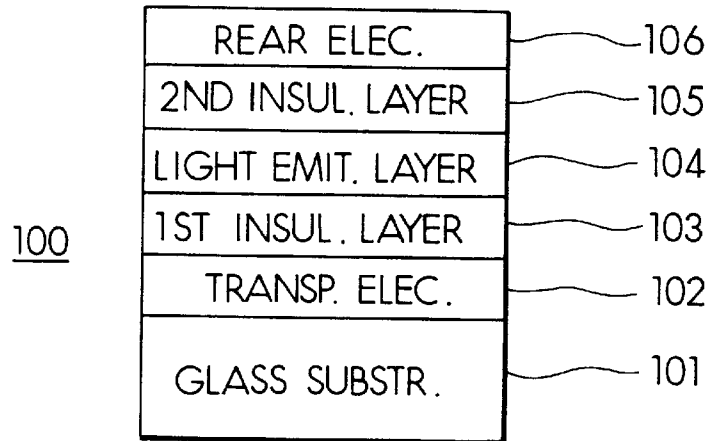 REAR ELEC. 106
2ND INSUL. LAYER 105
LIGHT EMIT. LAYER 104
100
1ST INSUL. LAYER 103
TRANSP. ELEC. 102
GLASS SUBSTR. 101